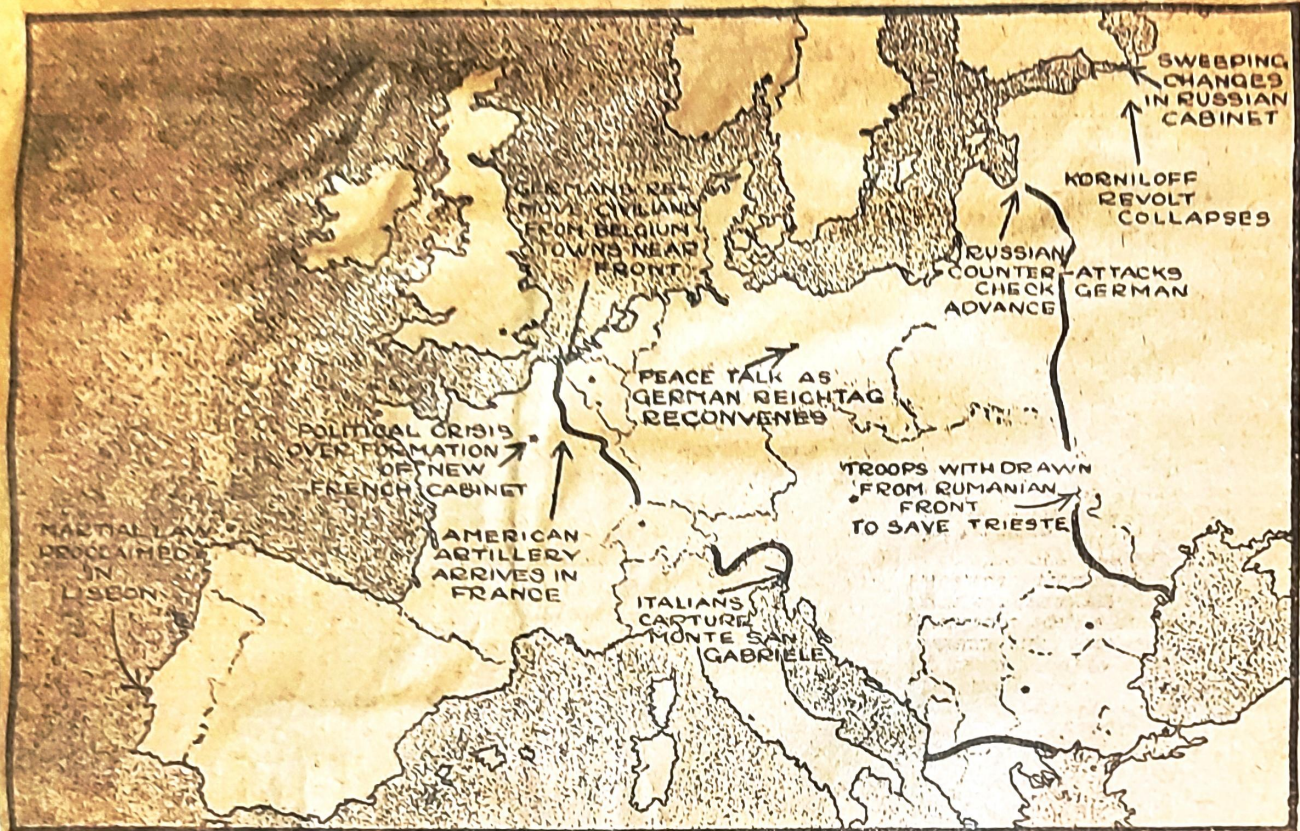 SWEEPING
CHANGES
IN RUSSIAN
CABINET
KORNILOFF
REVOLT
COLLAPSES
GERMANS RE-
MOVE CIVILIANS
FROM BELGIUM
TOWNS NEAR
FRONT
RUSSIAN
COUNTER-ATTACKS
CHECK GERMAN
ADVANCE
PEACE TALK AS
GERMAN REICHTAG
RECONVENES
POLITICAL CRISIS
OVER FORMATION
OF NEW
FRENCH CABINET
TROOPS WITHDRAWN
FROM RUMANIAN
FRONT
TO SAVE TRIESTE
MARTIAL LAW
PROCLAIMED
IN
LISBON
AMERICAN
ARTILLERY
ARRIVES IN
FRANCE
ITALIANS
CAPTURE
MONTE SAN
GABRIELE